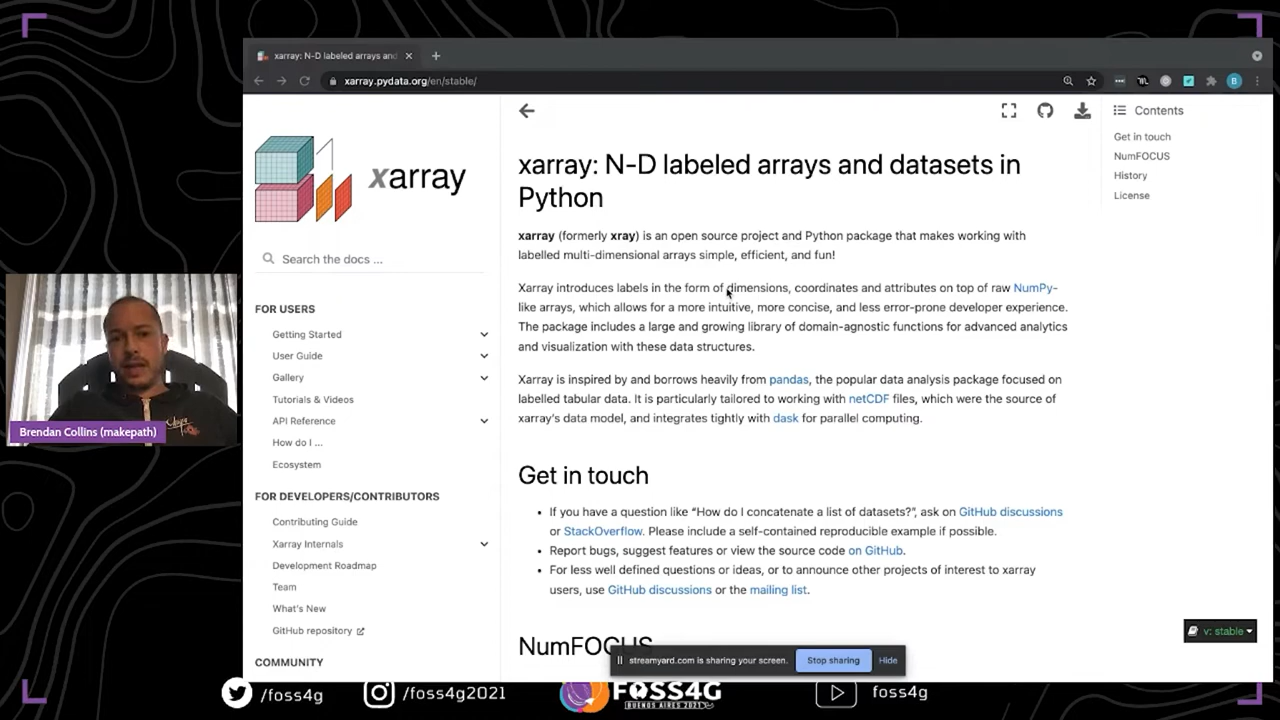 xarray: N-D labeled arrays and
xarray.pydata.org/en/stable/
xarray
Search the docs ...
FOR USERS
Getting Started
User Guide
Gallery
Tutorials & Videos
API Reference
How do I ...
Ecosystem
FOR DEVELOPERS/CONTRIBUTORS
Contributing Guide
Xarray Internals
Development Roadmap
Team
What's New
GitHub repository
COMMUNITY
xarray: N-D labeled arrays and datasets in
Python
xarray (formerly xray) is an open source project and Python package that makes working with
labelled multi-dimensional arrays simple, efficient, and fun!
Xarray introduces labels in the form of dimensions, coordinates and attributes on top of raw NumPy-
like arrays, which allows for a more intuitive, more concise, and less error-prone developer experience.
The package includes a large and growing library of domain-agnostic functions for advanced analytics
and visualization with these data structures.
Xarray is inspired by and borrows heavily from pandas, the popular data analysis package focused on
labelled tabular data. It is particularly tailored to working with netCDF files, which were the source of
xarray's data model, and integrates tightly with dask for parallel computing.
Get in touch
• If you have a question like “How do I concatenate a list of datasets?”, ask on GitHub discussions
or StackOverflow. Please include a self-contained reproducible example if possible.
• Report bugs, suggest features or view the source code on GitHub.
• For less well defined questions or ideas, or to announce other projects of interest to xarray
users, use GitHub discussions or the mailing list.
NumFOCUS
Contents
Get in touch
NumFOCUS
History
License
v: stable
B
streamyard.com is sharing your screen.
Stop sharing
Hide
Brendan Collins (makepath)
/foss4g
/foss4g2021
FOSS4G
BUENOS AIRES 2021
foss4g